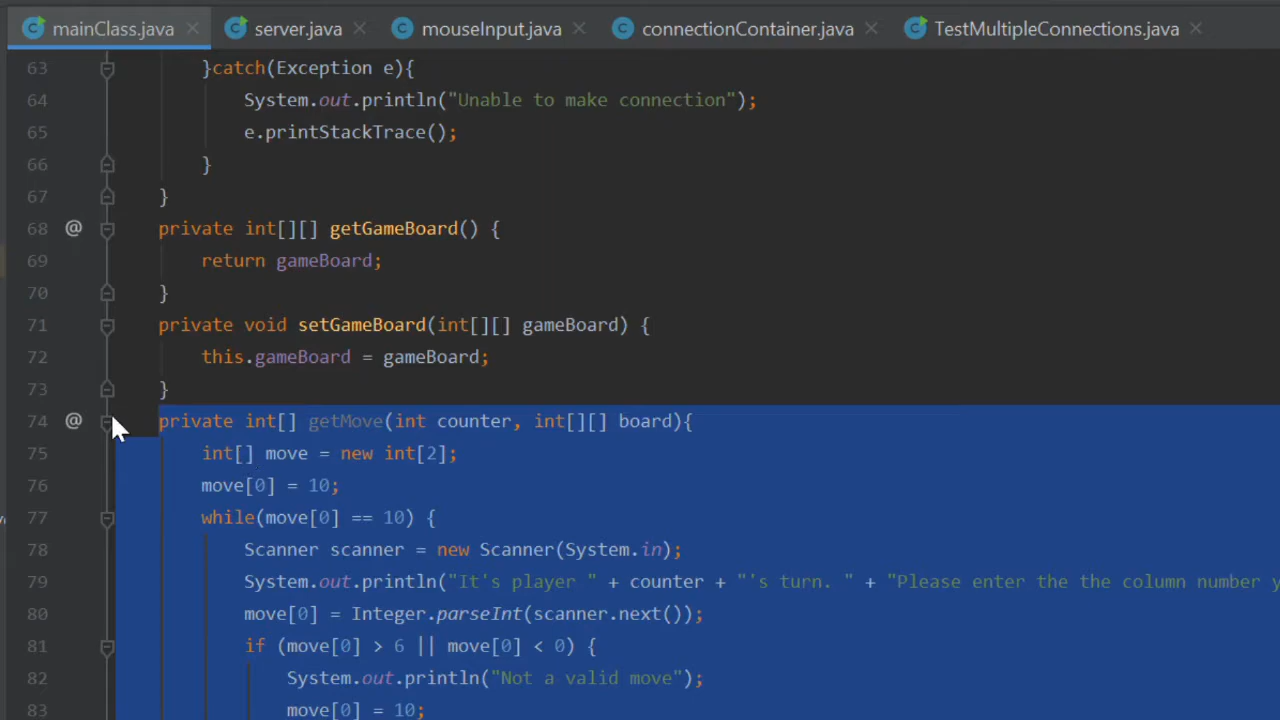 mainClass.java server.java mouseInput.java connectionContainer.java TestMultipleConnections.java
63 }catch(Exception e){
64 System.out.println("Unable to make connection");
65 e.printStackTrace();
66 }
67 }
68 @ private int[][] getGameBoard() {
69 return gameBoard;
70 }
71 private void setGameBoard(int[][] gameBoard) {
72 this.gameBoard = gameBoard;
73 }
74 @ private int[] getMove(int counter, int[][] board){
75 int[] move = new int[2];
76 move[0] = 10;
77 while(move[0] == 10) {
78 Scanner scanner = new Scanner(System.in);
79 System.out.println("It's player " + counter + "'s turn. " + "Please enter the the column number y
80 move[0] = Integer.parseInt(scanner.next());
81 if (move[0] > 6 || move[0] < 0) {
82 System.out.println("Not a valid move");
83 move[0] = 10;